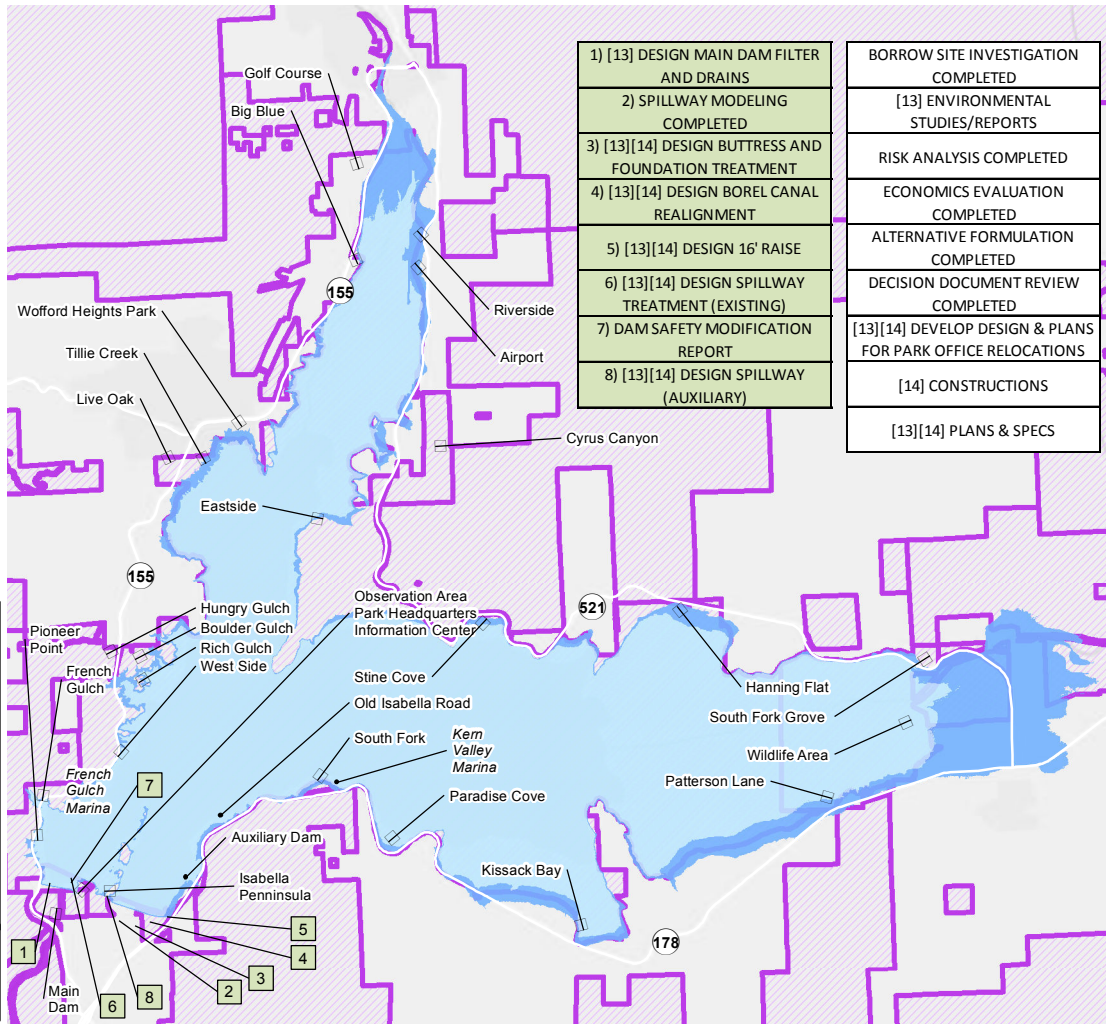 1) [13] DESIGN MAIN DAM FILTER
AND DRAINS
2) SPILLWAY MODELING
COMPLETED
3) [13][14] DESIGN BUTTRESS AND
FOUNDATION TREATMENT
4) [13][14] DESIGN BOREL CANAL
REALIGNMENT
5) [13][14] DESIGN 16' RAISE
6) [13][14] DESIGN SPILLWAY
TREATMENT (EXISTING)
7) DAM SAFETY MODIFICATION
REPORT
8) [13][14] DESIGN SPILLWAY
(AUXILIARY)
BORROW SITE INVESTIGATION
COMPLETED
[13] ENVIRONMENTAL
STUDIES/REPORTS
RISK ANALYSIS COMPLETED
ECONOMICS EVALUATION
COMPLETED
ALTERNATIVE FORMULATION
COMPLETED
DECISION DOCUMENT REVIEW
COMPLETED
[13][14] DEVELOP DESIGN & PLANS
FOR PARK OFFICE RELOCATIONS
[14] CONSTRUCTIONS
[13][14] PLANS & SPECS
Golf Course
Big Blue
155
Wofford Heights Park
Riverside
Tillie Creek
Airport
Live Oak
Cyrus Canyon
Eastside
155
521
Observation Area
Park Headquarters
Information Center
Hungry Gulch
Boulder Gulch
Rich Gulch
West Side
Pioneer
Point
French
Gulch
Stine Cove
Hanning Flat
Old Isabella Road
South Fork Grove
South Fork
Kern
Valley
Marina
Wildlife Area
French
Gulch
Marina
7
Patterson Lane
Paradise Cove
Auxiliary Dam
Isabella
Penninsula
Kissack Bay
5
178
1
4
3
2
8
6
Main
Dam